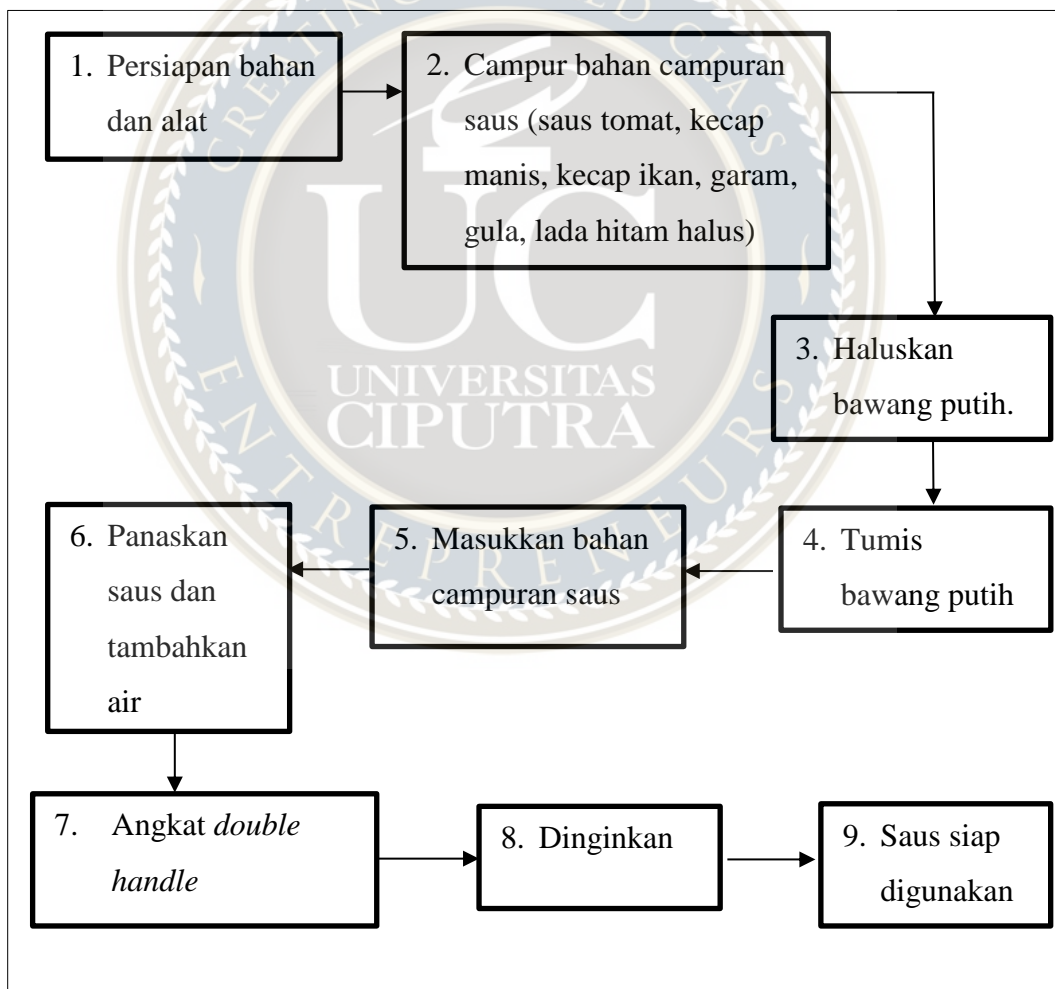 1. Persiapan bahan
dan alat
2. Campur bahan campuran
saus (saus tomat, kecap
manis, kecap ikan, garam,
gula, lada hitam halus)
3. Haluskan
bawang putih.
4. Tumis
bawang putih
5. Masukkan bahan
campuran saus
6. Panaskan
saus dan
tambahkan
air
7. Angkat double
handle
8. Dinginkan
9. Saus siap
digunakan
UC
UNIVERSITAS
CIPUTRA
ENTREPRENEURS